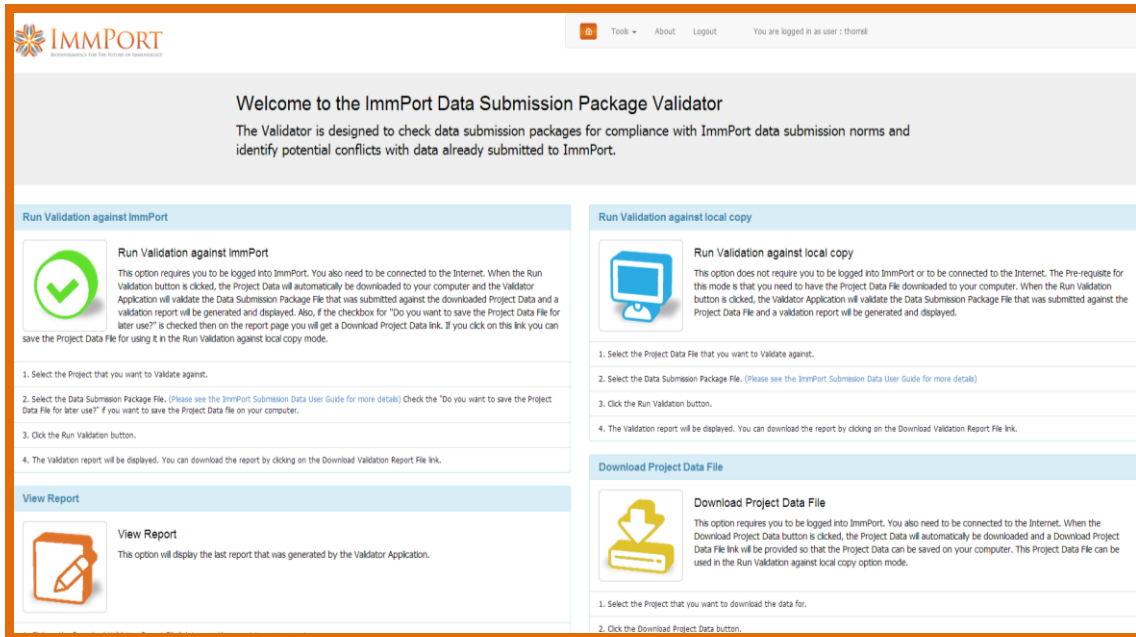 IMMPORT
BIOINFORMATICS FOR THE FUTURE OF IMMUNOLOGY
Tools About Logout You are logged in as user : thomsli
Welcome to the ImmPort Data Submission Package Validator
The Validator is designed to check data submission packages for compliance with ImmPort data submission norms and
identify potential conflicts with data already submitted to ImmPort.
Run Validation against ImmPort
Run Validation against ImmPort
This option requires you to be logged into ImmPort. You also need to be connected to the Internet. When the Run
Validation button is clicked, the Project Data will automatically be downloaded to your computer and the Validator
Application will validate the Data Submission Package File that was submitted against the downloaded Project Data and a
validation report will be generated and displayed. Also, if the checkbox for "Do you want to save the Project Data File for
later use?" is checked then on the report page you will get a Download Project Data link. If you click on this link you can
save the Project Data File for using it in the Run Validation against local copy mode.
1. Select the Project that you want to Validate against.
2. Select the Data Submission Package File. (Please see the ImmPort Submission Data User Guide for more details) Check the "Do you want to save the Project
Data File for later use?" if you want to save the Project Data file on your computer.
3. Click the Run Validation button.
4. The Validation report will be displayed. You can download the report by clicking on the Download Validation Report File link.
View Report
View Report
This option will display the last report that was generated by the Validator Application.
Run Validation against local copy
Run Validation against local copy
This option does not require you to be logged into ImmPort or to be connected to the Internet. The Pre-requisite for
this mode is that you need to have the Project Data File downloaded to your computer. When the Run Validation
button is clicked, the Validator Application will validate the Data Submission Package File that was submitted against the
Project Data File and a validation report will be generated and displayed.
1. Select the Project Data File that you want to Validate against.
2. Select the Data Submission Package File. (Please see the ImmPort Submission Data User Guide for more details)
3. Click the Run Validation button.
4. The Validation report will be displayed. You can download the report by clicking on the Download Validation Report File link.
Download Project Data File
Download Project Data File
This option requires you to be logged into ImmPort. You also need to be connected to the Internet. When the
Download Project Data button is clicked, the Project Data will automatically be downloaded and a Download Project
Data File link will be provided so that the Project Data can be saved on your computer. This Project Data File can be
used in the Run Validation against local copy option mode.
1. Select the Project that you want to download the data for.
2. Click the Download Project Data button.